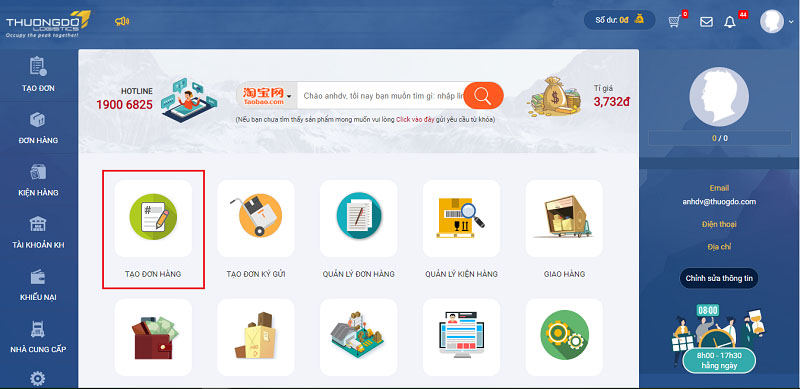 THUONGDO
LOGISTICS
Occupy the peak together!
Số dư: 0đ
0
44
TẠO ĐƠN
ĐƠN HÀNG
KIỆN HÀNG
TÀI KHOẢN KH
KHIẾU NẠI
NHÀ CUNG CẤP
HOTLINE
1900 6825
淘宝网
Taobao.com
Chào anhdv, tôi nay bạn muốn tìm gì: nhập lin
(Nếu bạn chưa tìm thấy sản phẩm mong muốn vui lòng Click vào đây gửi yêu cầu từ khóa)
Tỉ giá
3,732đ
TẠO ĐƠN HÀNG
TẠO ĐƠN KÝ GỬI
QUẢN LÝ ĐƠN HÀNG
QUẢN LÝ KIỆN HÀNG
GIAO HÀNG
0 / 0
Email
anhdv@thuogdo.com
Điện thoại
Địa chỉ
Chỉnh sửa thông tin
08:00
8h00 - 17h30
hằng ngày